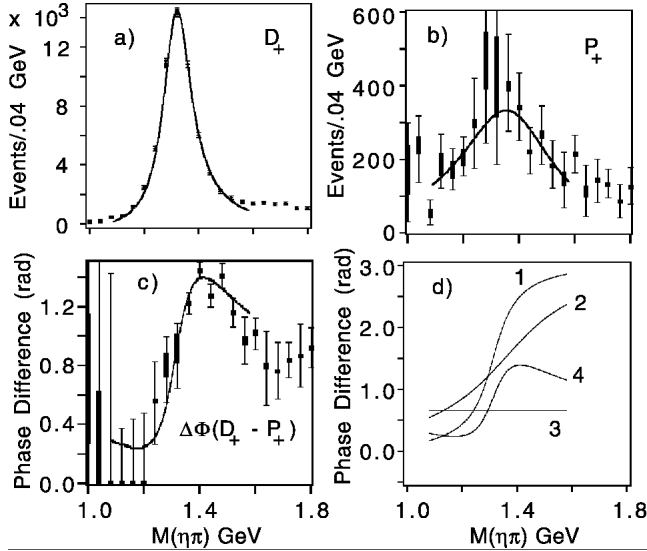 x 10³
12
8
4
0
Events/.04 GeV
a)
D₊
600
400
200
0
Events/.04 GeV
b)
P₊
1.2
0.8
0.4
0.0
Phase Difference (rad)
c)
ΔΦ(D₊ - P₊)
1.0 1.4 1.8
M(ηπ) GeV
3.0
2.0
1.0
0.0
Phase Difference (rad)
d)
1
2
4
3
1.0 1.4 1.8
M(ηπ) GeV